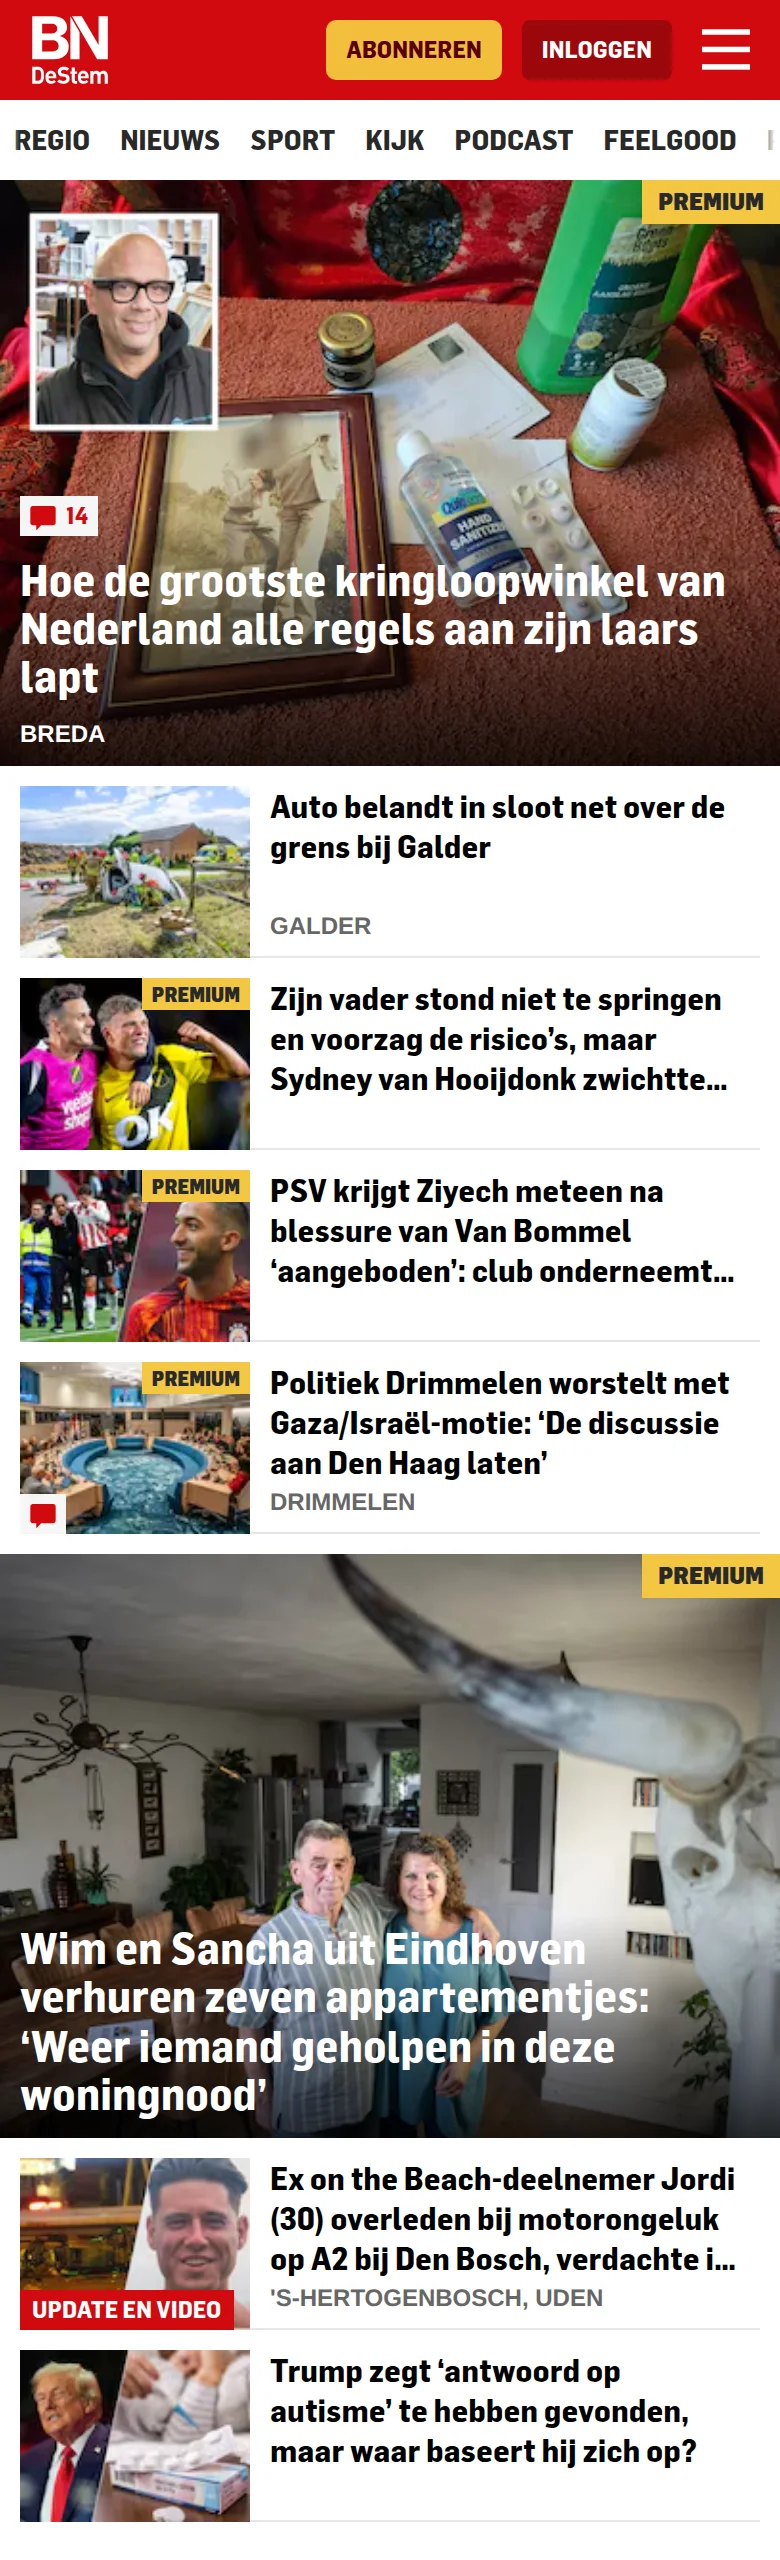 BN
DeStem
ABONNEREN
INLOGGEN
REGIO NIEUWS SPORT KIJK PODCAST FEELGOOD
PREMIUM
HAND
SANITIZER
14
Hoe de grootste kringloopwinkel van
Nederland alle regels aan zijn laars
lapt
BREDA
Auto belandt in sloot net over de
grens bij Galder
GALDER
PREMIUM
OK
Zijn vader stond niet te springen
en voorzag de risico’s, maar
Sydney van Hooijdonk zwichtte...
PREMIUM
PSV krijgt Ziyech meteen na
blessure van Van Bommel
‘aangeboden’: club onderneemt...
PREMIUM
Politiek Drimmelen worstelt met
Gaza/Israël-motie: ‘De discussie
aan Den Haag laten’
DRIMMELEN
PREMIUM
Wim en Sancha uit Eindhoven
verhuren zeven appartementjes:
‘Weer iemand geholpen in deze
woningnood’
UPDATE EN VIDEO
Ex on the Beach-deelnemer Jordi
(30) overleden bij motorongeluk
op A2 bij Den Bosch, verdachte i...
'S-HERTOGENBOSCH, UDEN
Trump zegt ‘antwoord op
autisme’ te hebben gevonden,
maar waar baseert hij zich op?